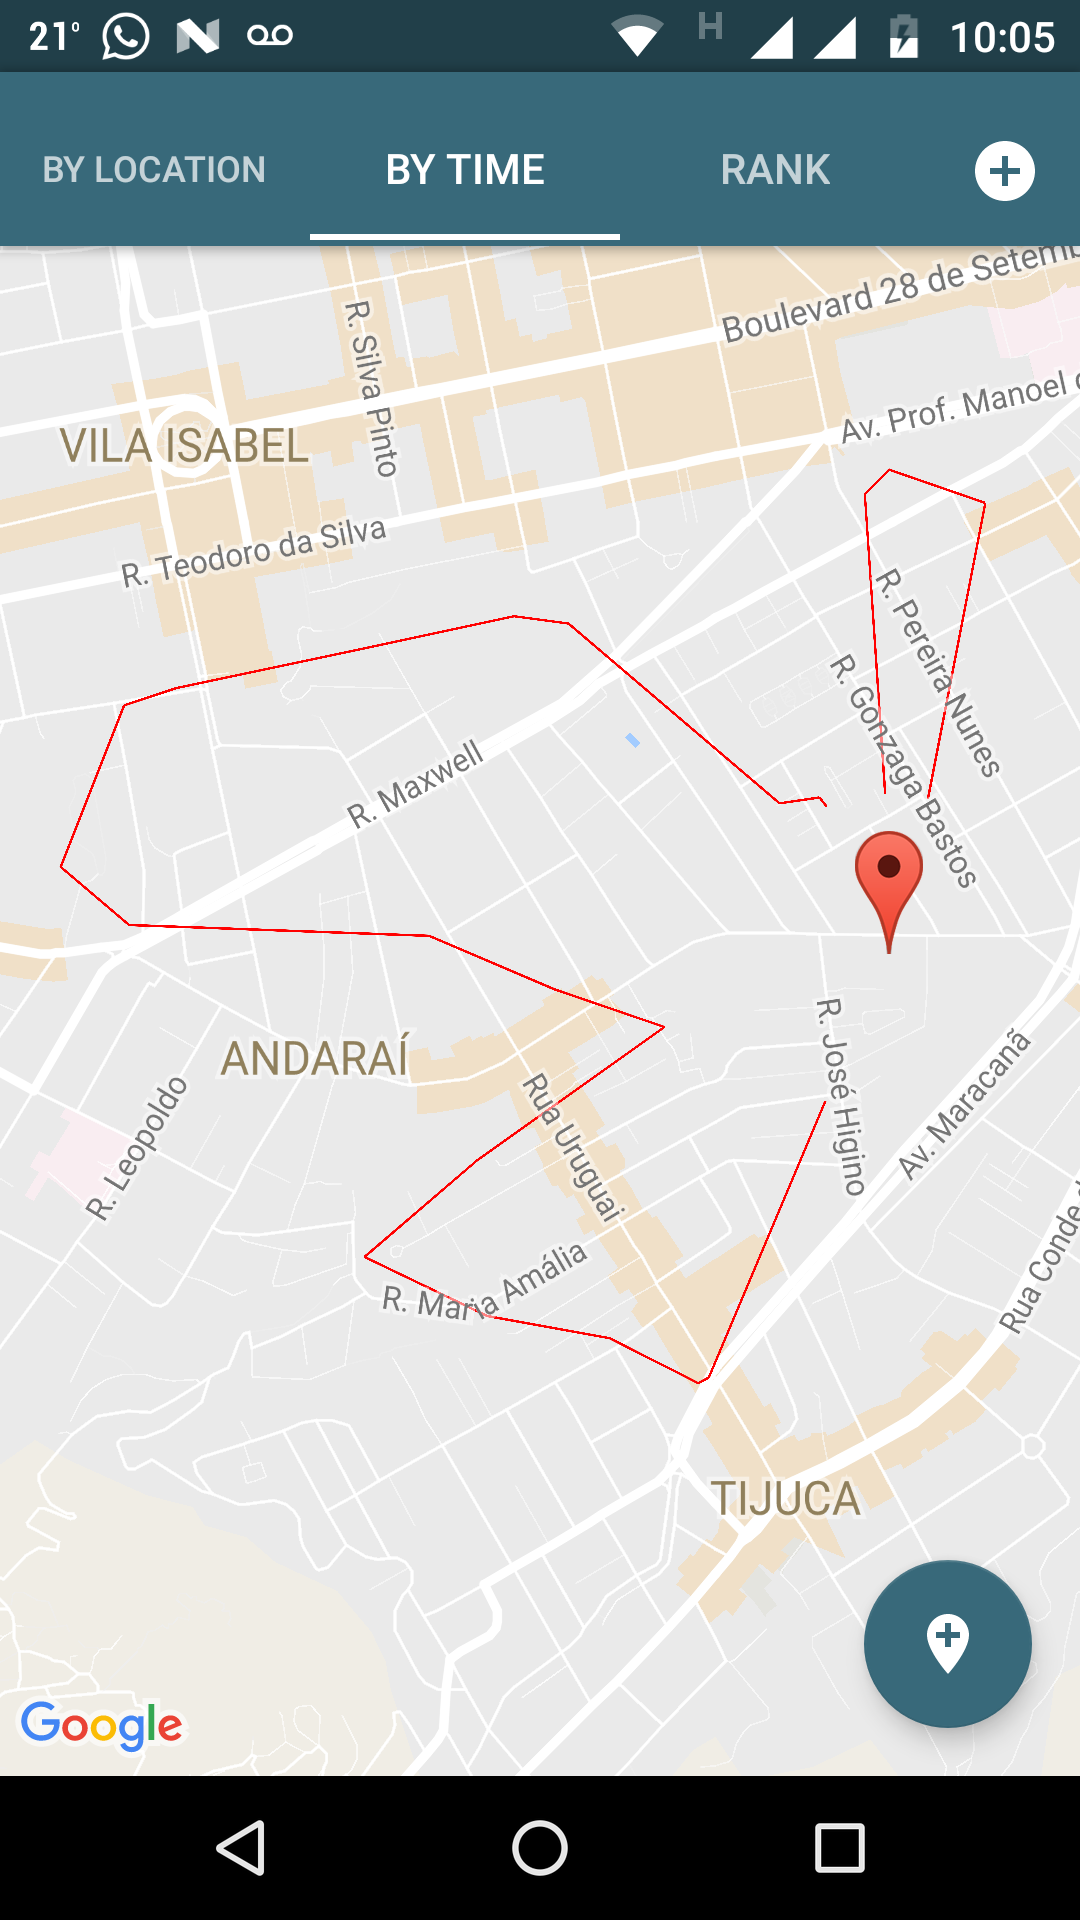 21°
H
10:05
BY LOCATION
BY TIME
RANK
Boulevard 28 de Setemb
R. Silva Pinto
Av. Prof. Manoel
VILA ISABEL
R. Teodoro da Silva
R. Pereira Nunes
R. Gonzaga Bastos
R. Maxwell
R. José Higino
ANDARAÍ
Av. Maracanã
R. Leopoldo
Rua Uruguai
Rua Conde
R. Maria Amália
TIJUCA
Google